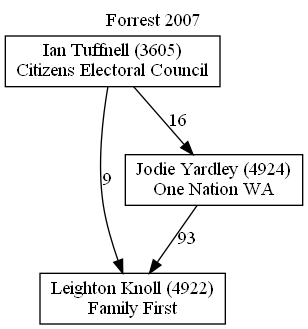 Forrest 2007
Ian Tuffnell (3605)
Citizens Electoral Council
16
Jodie Yardley (4924)
One Nation WA
9
93
Leighton Knoll (4922)
Family First